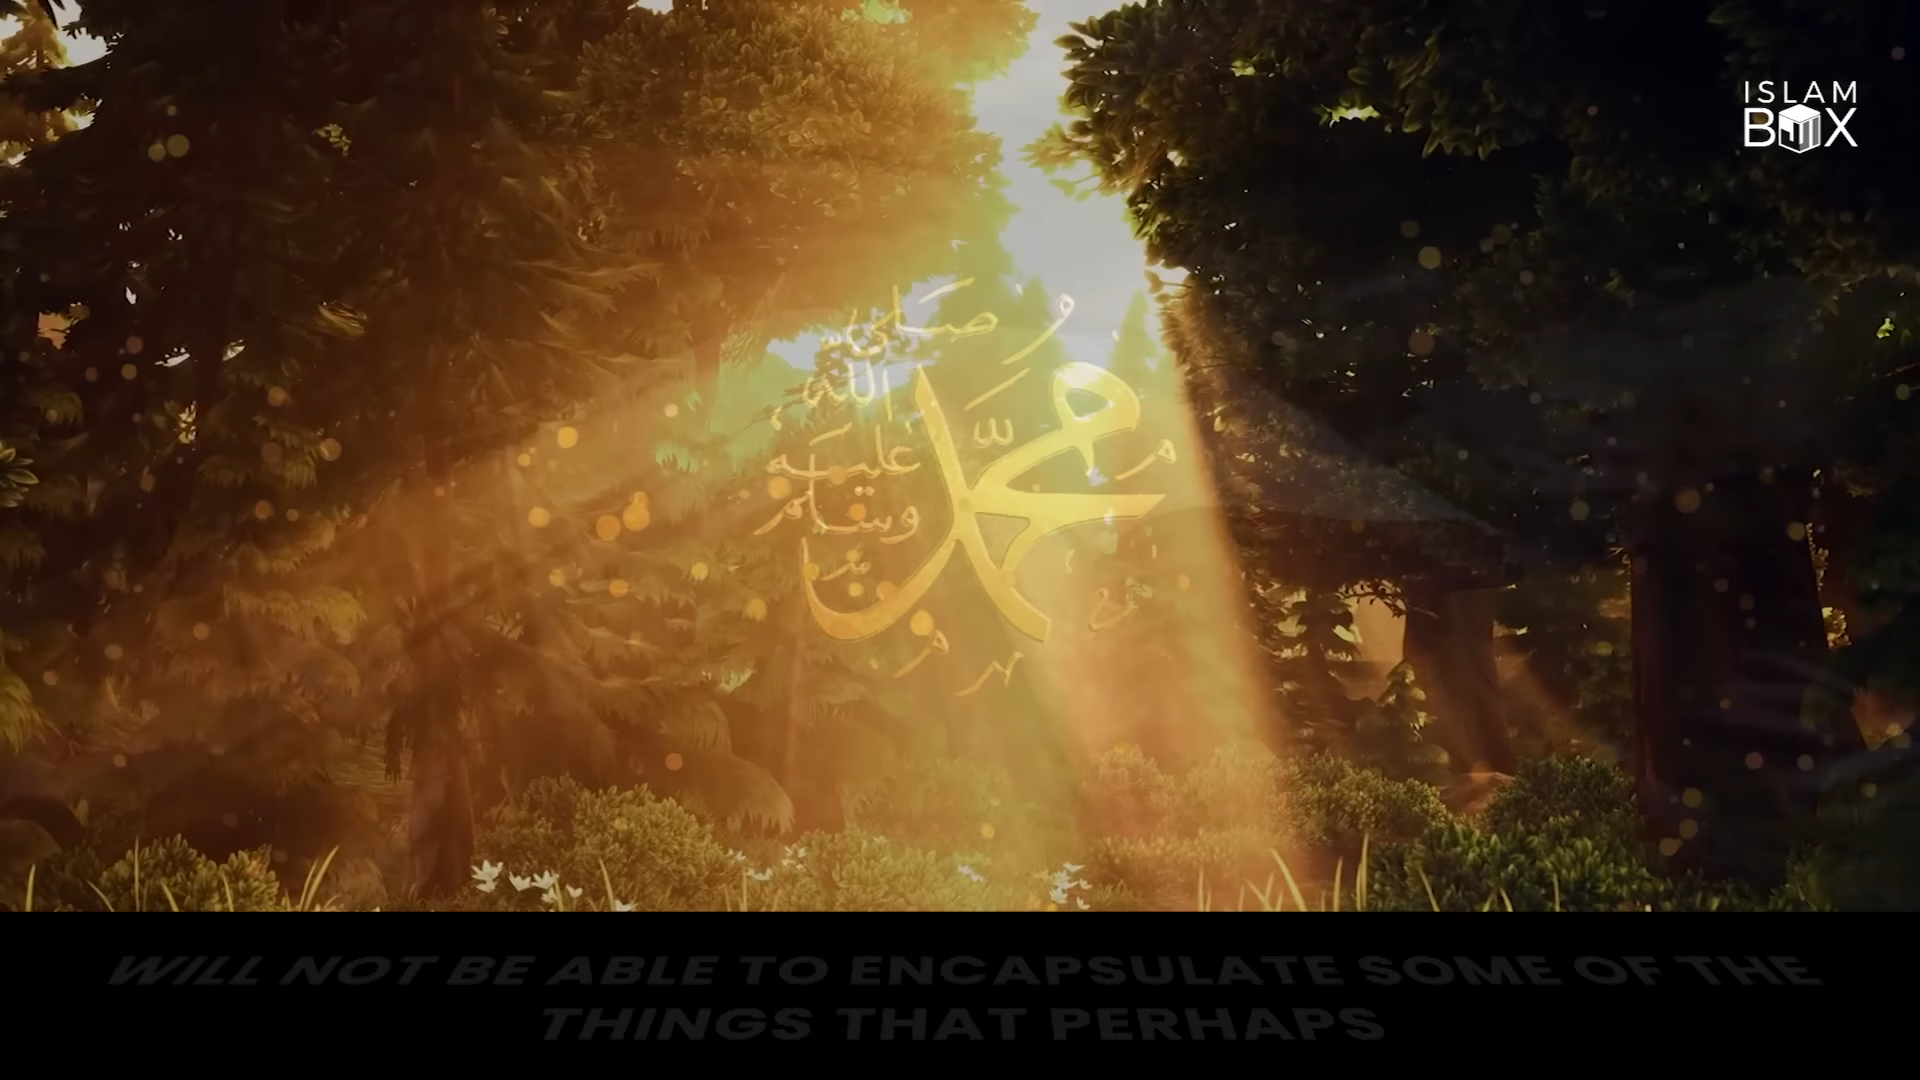 ISLAM
BOX
صلى
الله
عليه
وسلم
محمد
WILL NOT BE ABLE TO ENCAPSULATE SOME OF THE
THINGS THAT PERHAPS